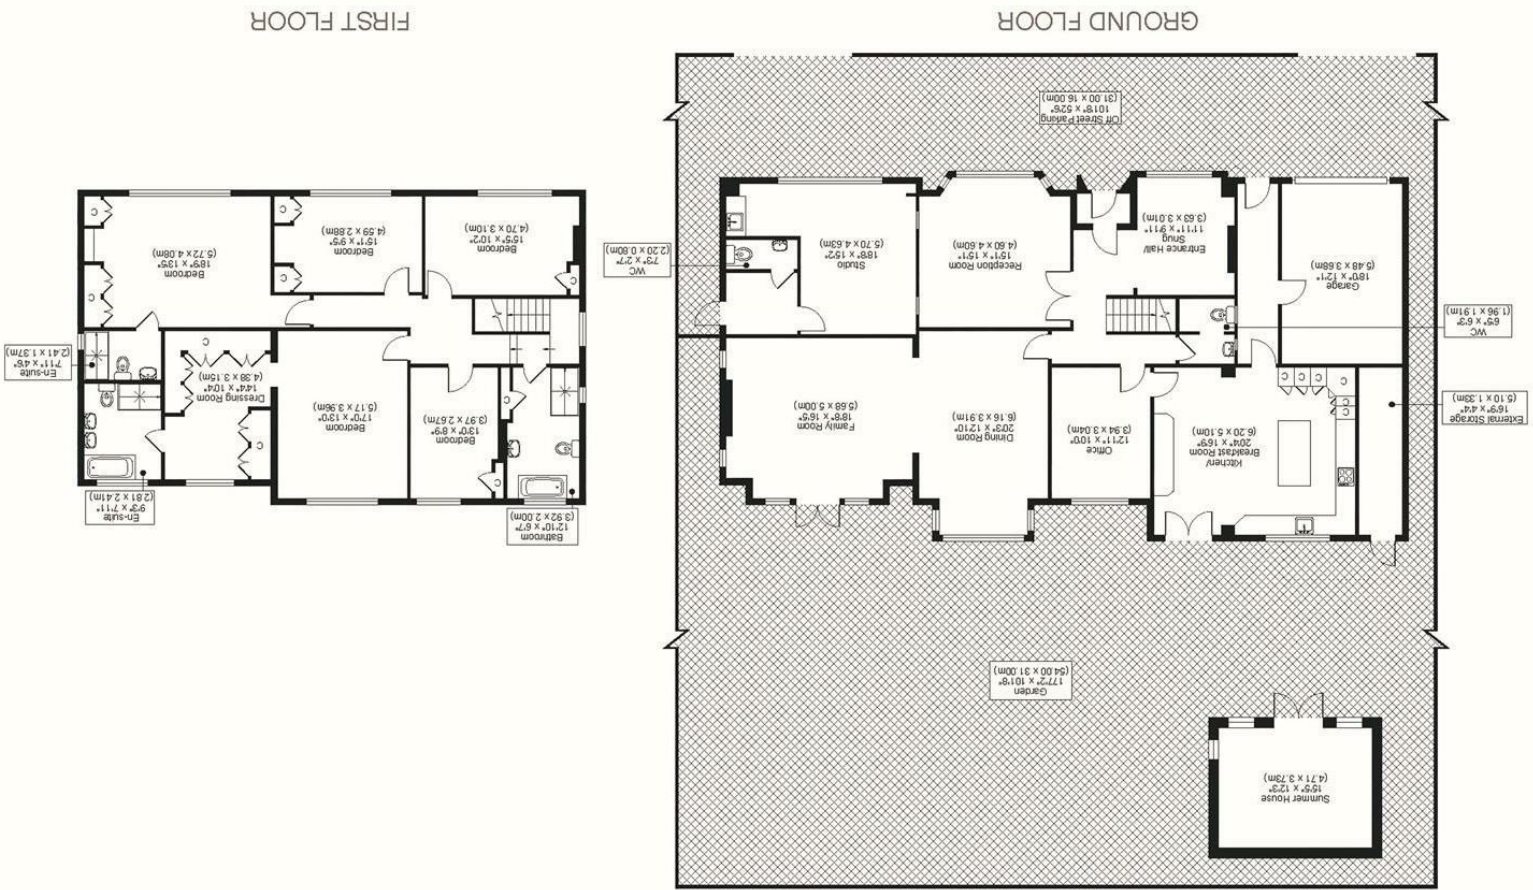 Summer House
15'5" x 12'3"
(4.71 x 3.73m)
Garden
177'2" x 101'8"
(54.00 x 31.00m)
Kitchen/
Breakfast Room
20'4" x 16'9"
(6.20 x 5.10m)
C
C
C
C
C
C
External Storage
16'9" x 4'4"
(5.10 x 1.33m)
Office
12'11" x 10'0"
(3.94 x 3.04m)
Dining Room
20'3" x 12'10"
(6.16 x 3.91m)
Family Room
18'8" x 16'5"
(5.68 x 5.00m)
WC
6'5" x 6'3"
(1.96 x 1.91m)
Garage
18'0" x 12'1"
(5.48 x 3.68m)
Entrance Hall/
Snug
11'11" x 9'11"
(3.63 x 3.01m)
Reception Room
15'1" x 15'1"
(4.60 x 4.60m)
Studio
18'8" x 15'2"
(5.70 x 4.63m)
WC
7'3" x 2'7"
(2.20 x 0.80m)
Off Street Parking
101'8" x 52'6"
(31.00 x 16.00m)
GROUND FLOOR
Bathroom
12'10" x 6'7"
(3.92 x 2.00m)
En-suite
9'3" x 7'11"
(2.81 x 2.41m)
C
C
Bedroom
13'0" x 8'9"
(3.97 x 2.67m)
Bedroom
17'0" x 13'0"
(5.17 x 3.96m)
C
Dressing Room
14'4" x 10'4"
(4.38 x 3.15m)
C
En-suite
7'11" x 4'6"
(2.41 x 1.37m)
C
Bedroom
15'5" x 10'2"
(4.70 x 3.10m)
C
Bedroom
15'1" x 9'5"
(4.59 x 2.88m)
C
Bedroom
18'9" x 13'5"
(5.72 x 4.08m)
C
C
FIRST FLOOR